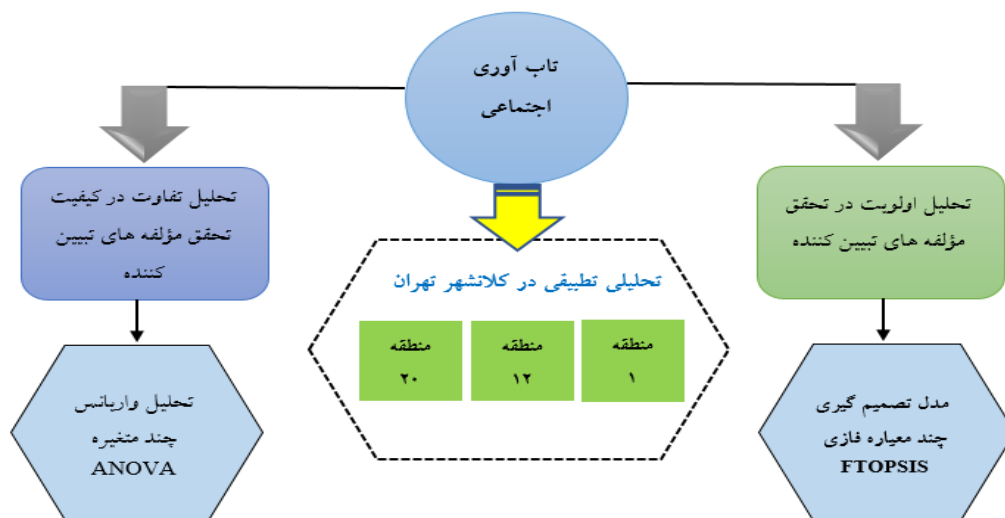 تاب آوری
اجتماعی
تحلیل اولویت در تحقق
مؤلفه های تبیین کننده
تحلیل تفاوت در کیفیت
تحقق مؤلفه های تبیین
کننده
تحلیلی تطبیقی در کلانشهر تهران
منطقه
۱
منطقه
۱۲
منطقه
۲۰
مدل تصمیم گیری
چند معیاره فازی
FTOPSIS
تحلیل واریانس
چند متغیره
ANOVA